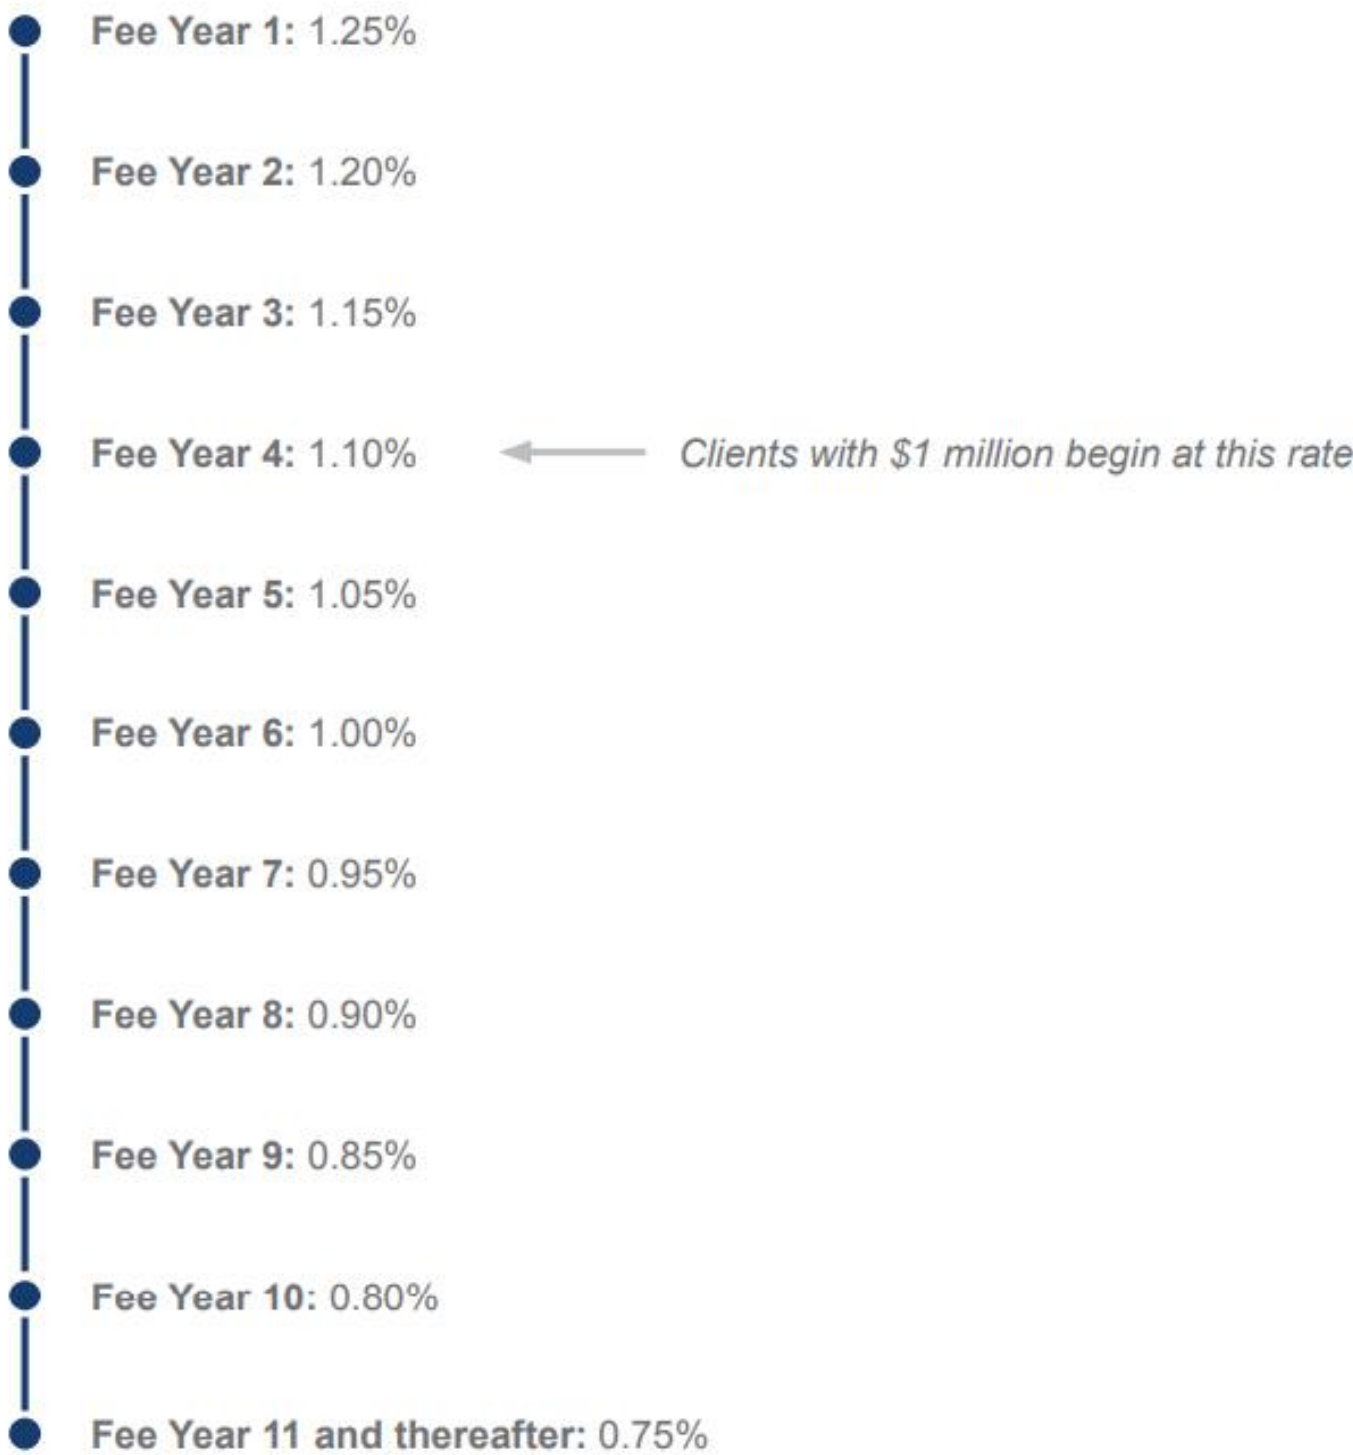 Fee Year 1: 1.25%
Fee Year 2: 1.20%
Fee Year 3: 1.15%
Fee Year 4: 1.10% Clients with $1 million begin at this rate
Fee Year 5: 1.05%
Fee Year 6: 1.00%
Fee Year 7: 0.95%
Fee Year 8: 0.90%
Fee Year 9: 0.85%
Fee Year 10: 0.80%
Fee Year 11 and thereafter: 0.75%